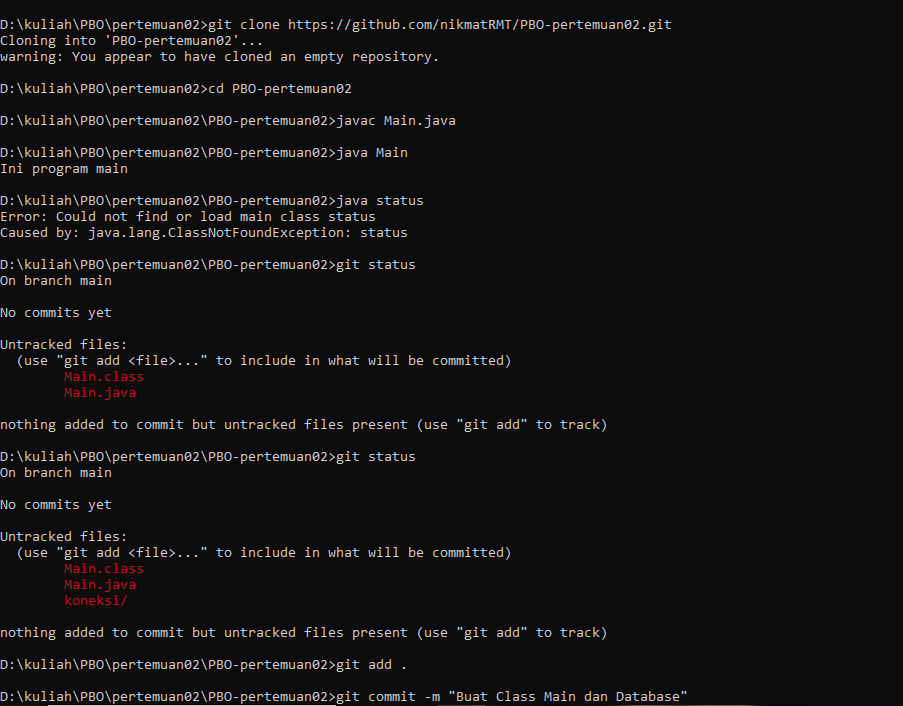 D:\kuliah\PBO\pertemuan02>git clone https://github.com/nikmatRMT/PBO-pertemuan02.git
Cloning into 'PBO-pertemuan02'...
warning: You appear to have cloned an empty repository.
D:\kuliah\PBO\pertemuan02>cd PBO-pertemuan02
D:\kuliah\PBO\pertemuan02\PBO-pertemuan02>javac Main.java
D:\kuliah\PBO\pertemuan02\PBO-pertemuan02>java Main
Ini program main
D:\kuliah\PBO\pertemuan02\PBO-pertemuan02>java status
Error: Could not find or load main class status
Caused by: java.lang.ClassNotFoundException: status
D:\kuliah\PBO\pertemuan02\PBO-pertemuan02>git status
On branch main
No commits yet
Untracked files:
  (use "git add <file>..." to include in what will be committed)
        Main.class
        Main.java
nothing added to commit but untracked files present (use "git add" to track)
D:\kuliah\PBO\pertemuan02\PBO-pertemuan02>git status
On branch main
No commits yet
Untracked files:
  (use "git add <file>..." to include in what will be committed)
        Main.class
        Main.java
        koneksi/
nothing added to commit but untracked files present (use "git add" to track)
D:\kuliah\PBO\pertemuan02\PBO-pertemuan02>git add .
D:\kuliah\PBO\pertemuan02\PBO-pertemuan02>git commit -m "Buat Class Main dan Database"